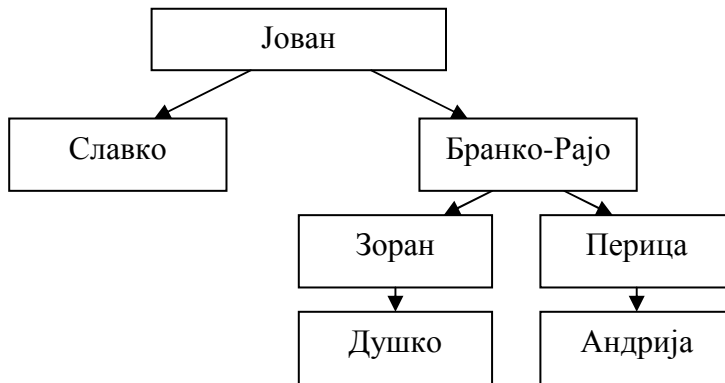 Јован
Славко
Бранко-Рајо
Зоран
Перица
Душко
Андрија